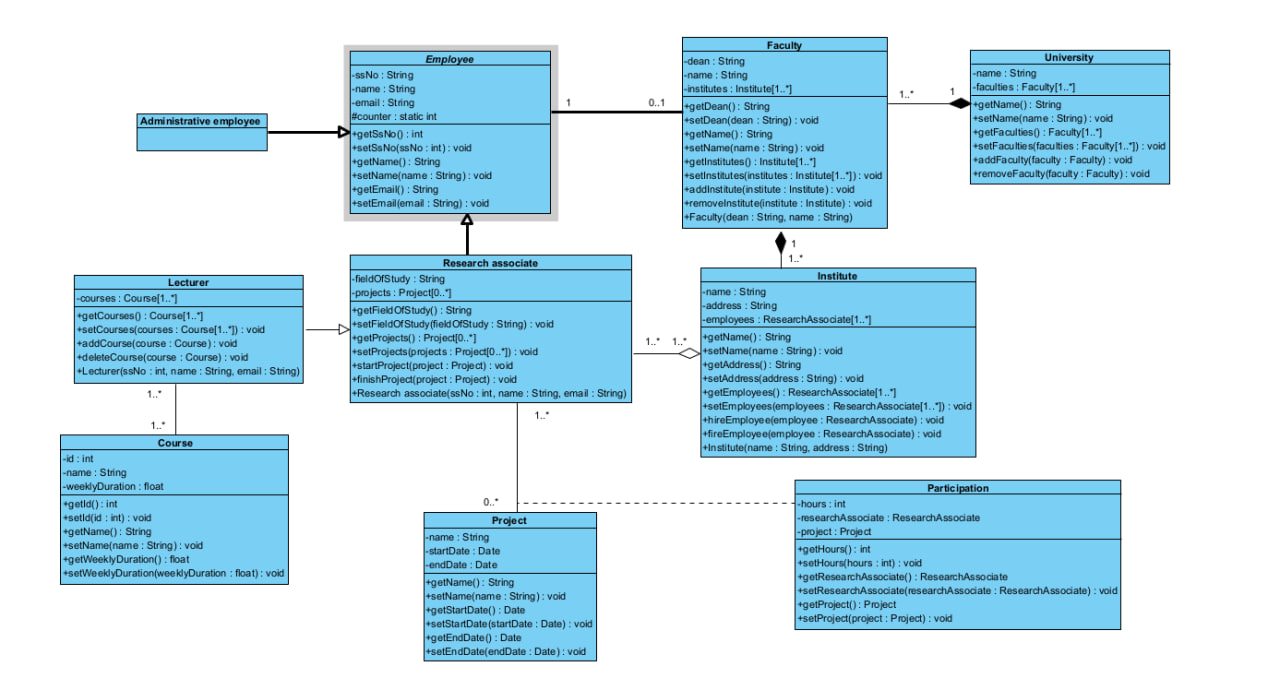 Administrative employee
Employee
-ssNo : String
-name : String
-email : String
#counter : static int
+getSsNo() : int
+setSsNo(ssNo : int) : void
+getName() : String
+setName(name : String) : void
+getEmail() : String
+setEmail(email : String) : void
1
0..1
Faculty
-dean : String
-name : String
-institutes : Institute[1..*]
+getDean() : String
+setDean(dean : String) : void
+getName() : String
+setName(name : String) : void
+getInstitutes() : Institute[1..*]
+setInstitutes(institutes : Institute[1..*]) : void
+addInstitute(institute : Institute) : void
+removeInstitute(institute : Institute) : void
+Faculty(dean : String, name : String)
1..*
1
University
-name : String
-faculties : Faculty[1..*]
+getName() : String
+setName(name : String) : void
+getFaculties() : Faculty[1..*]
+setFaculties(faculties : Faculty[1..*]) : void
+addFaculty(faculty : Faculty) : void
+removeFaculty(faculty : Faculty) : void
1
1..*
Lecturer
-courses : Course[1..*]
+getCourses() : Course[1..*]
+setCourses(courses : Course[1..*]) : void
+addCourse(course : Course) : void
+deleteCourse(course : Course) : void
+Lecturer(ssNo : int, name : String, email : String)
Research associate
-fieldOfStudy : String
-projects : Project[0..*]
+getFieldOfStudy() : String
+setFieldOfStudy(fieldOfStudy : String) : void
+getProjects() : Project[0..*]
+setProjects(projects : Project[0..*]) : void
+startProject(project : Project) : void
+finishProject(project : Project) : void
+Research associate(ssNo : int, name : String, email : String)
1..*
1..*
Institute
-name : String
-address : String
-employees : ResearchAssociate[1..*]
+getName() : String
+setName(name : String) : void
+getAddress() : String
+setAddress(address : String) : void
+getEmployees() : ResearchAssociate[1..*]
+setEmployees(employees : ResearchAssociate[1..*]) : void
+hireEmployee(employee : ResearchAssociate) : void
+fireEmployee(employee : ResearchAssociate) : void
+Institute(name : String, address : String)
1..*
1..*
Course
-id : int
-name : String
-weeklyDuration : float
+getId() : int
+setId(id : int) : void
+getName() : String
+setName(name : String) : void
+getWeeklyDuration() : float
+setWeeklyDuration(weeklyDuration : float) : void
1..*
0..*
Project
-name : String
-startDate : Date
-endDate : Date
+getName() : String
+setName(name : String) : void
+getStartDate() : Date
+setStartDate(startDate : Date) : void
+getEndDate() : Date
+setEndDate(endDate : Date) : void
Participation
-hours : int
-researchAssociate : ResearchAssociate
-project : Project
+getHours() : int
+setHours(hours : int) : void
+getResearchAssociate() : ResearchAssociate
+setResearchAssociate(researchAssociate : ResearchAssociate) : void
+getProject() : Project
+setProject(project : Project) : void